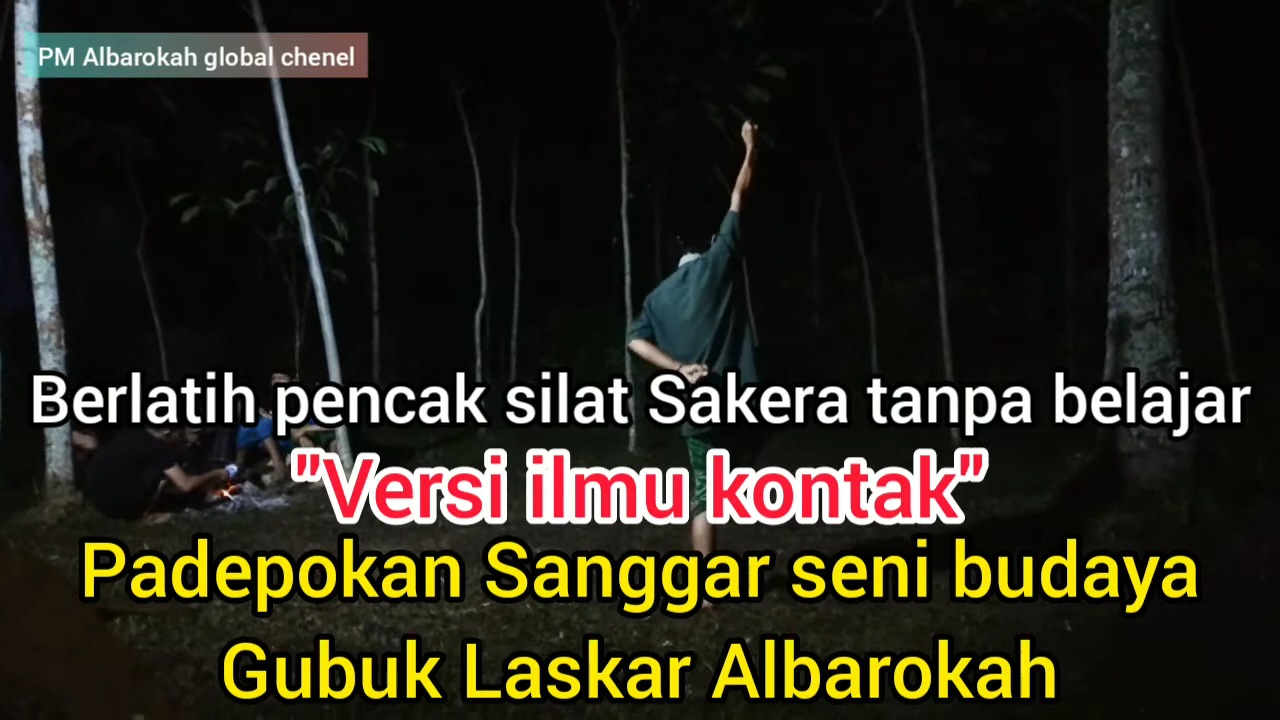 PM Albarokah global chenel
Berlatih pencak silat Sakera tanpa belajar
"Versi ilmu kontak"
Padepokan Sanggar seni budaya
Gubuk Laskar Albarokah